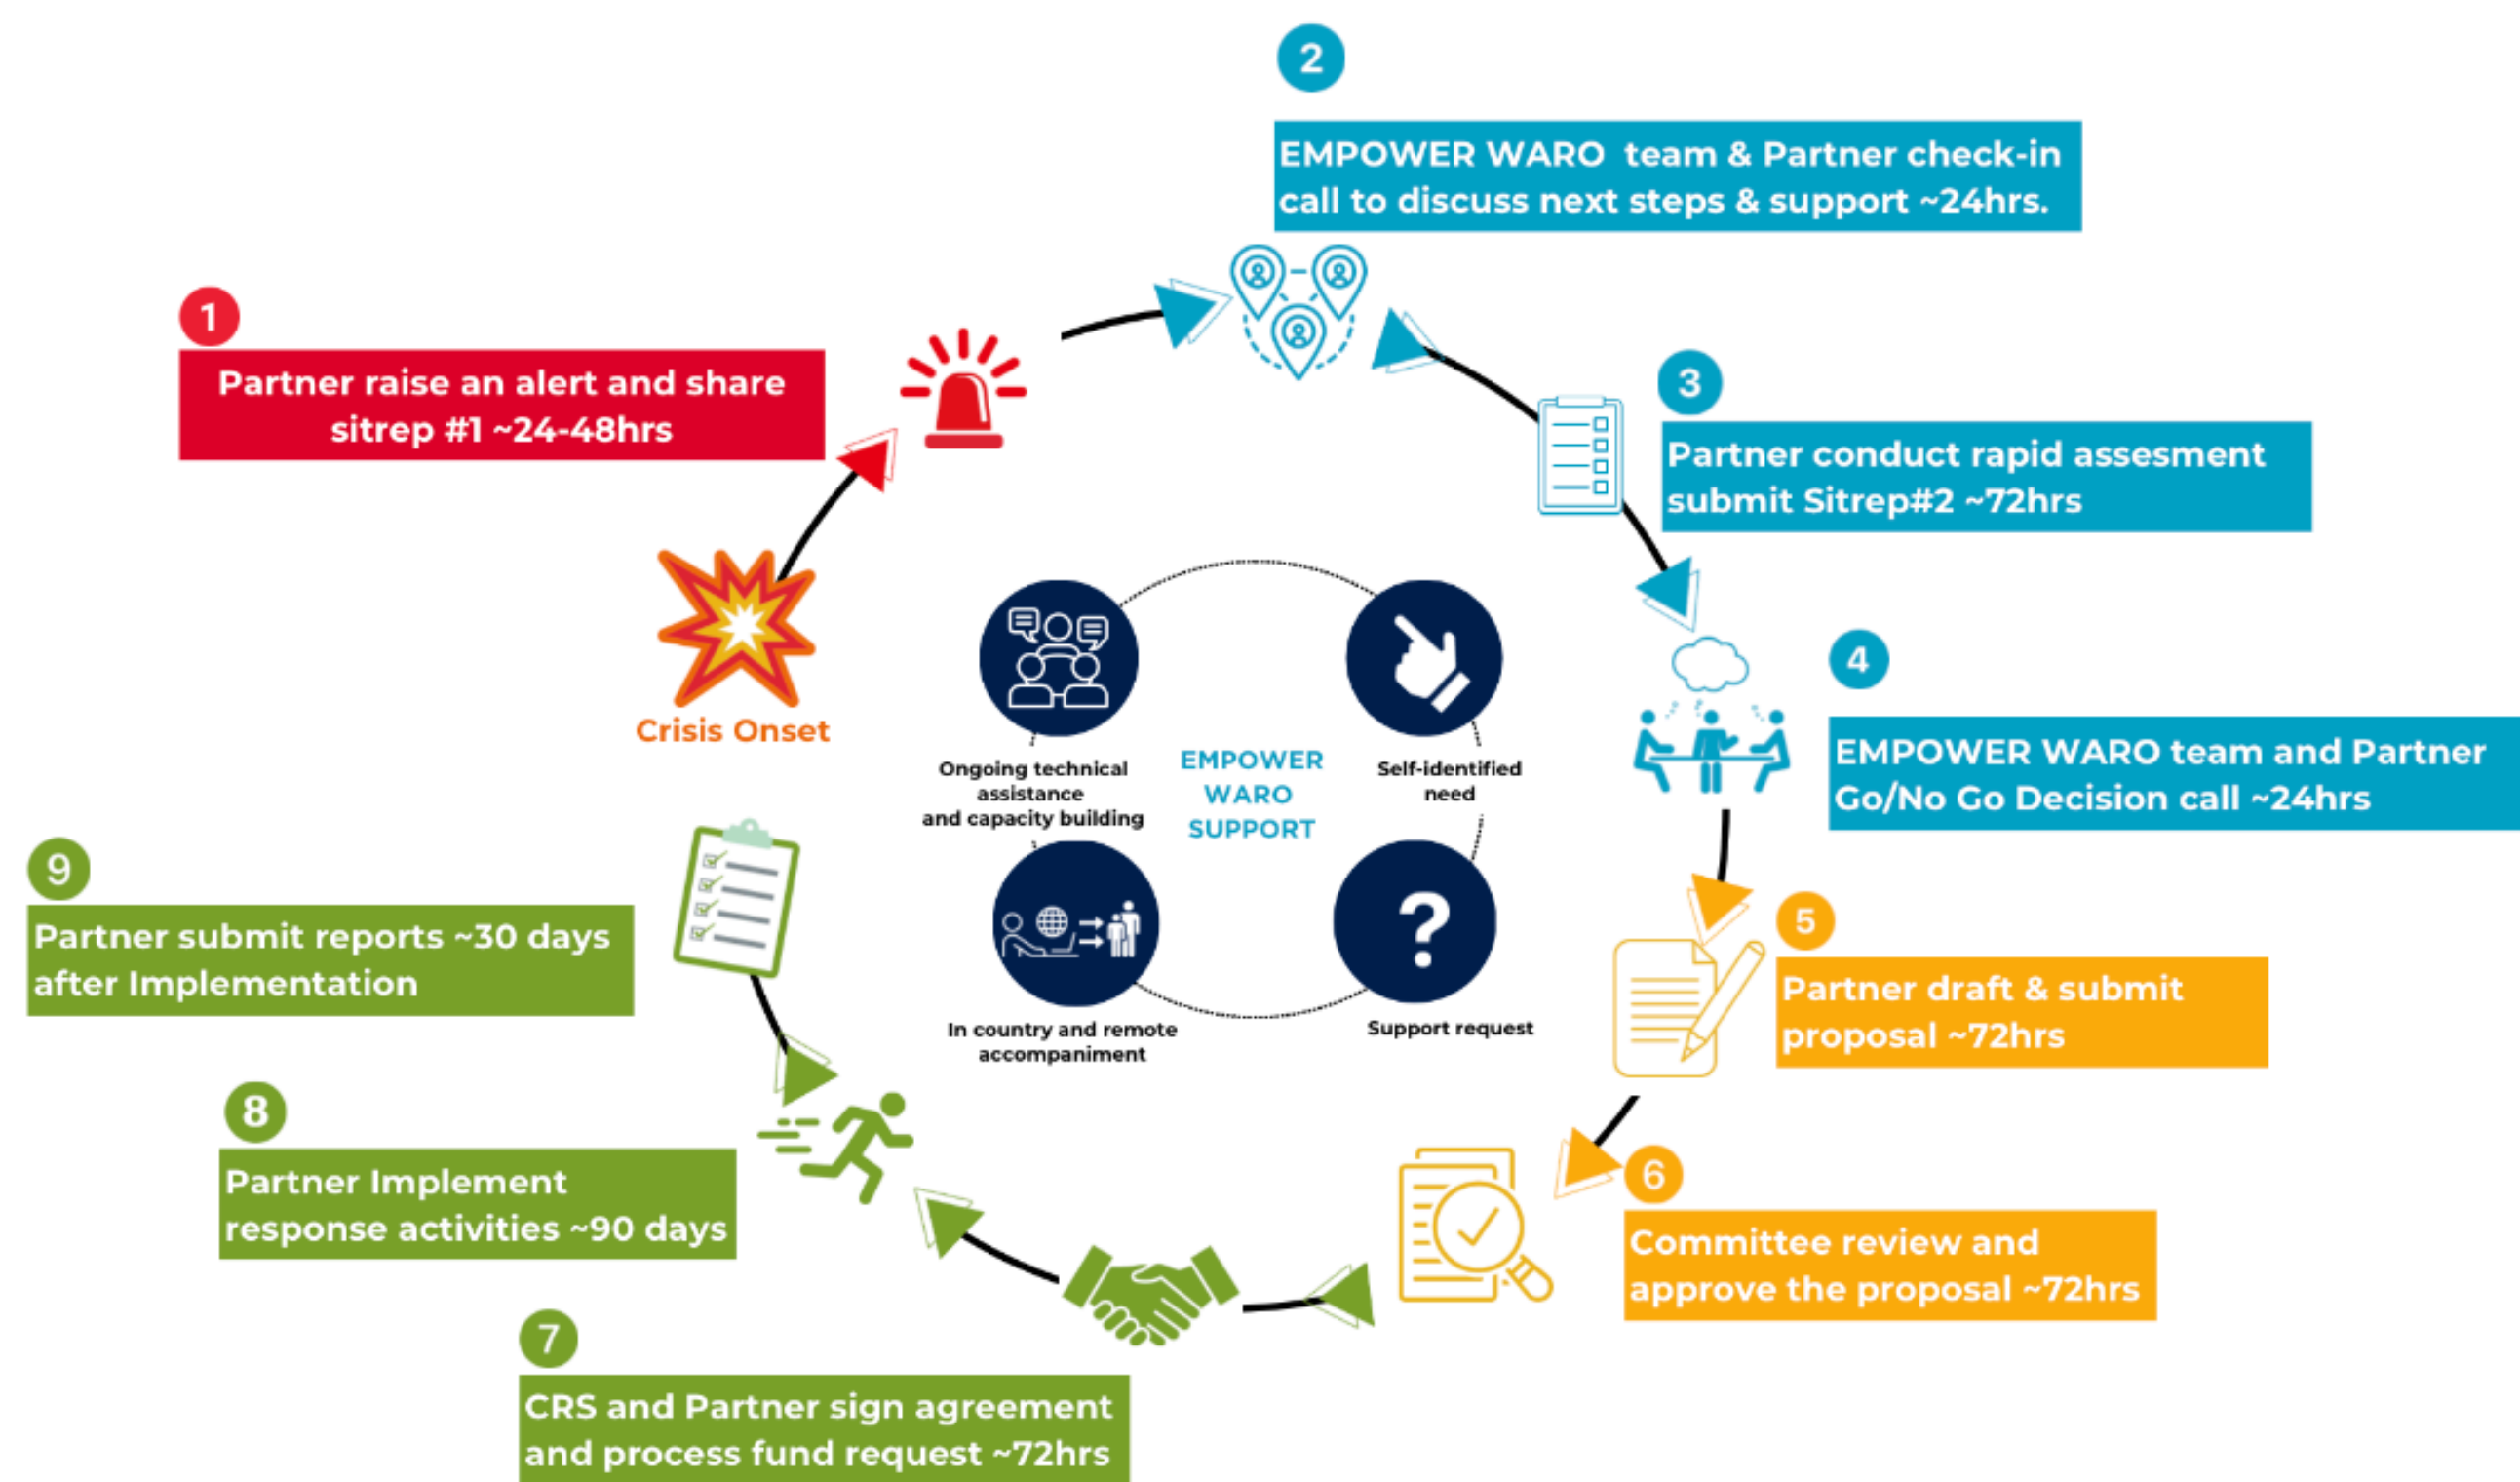 1
Partner raise an alert and share
sitrep #1 ~24-48hrs
2
EMPOWER WARO team & Partner check-in
call to discuss next steps & support ~24hrs.
3
Partner conduct rapid assesment
submit Sitrep#2 ~72hrs
4
EMPOWER WARO team and Partner
Go/No Go Decision call ~24hrs
5
Partner draft & submit
proposal ~72hrs
6
Committee review and
approve the proposal ~72hrs
7
CRS and Partner sign agreement
and process fund request ~72hrs
8
Partner Implement
response activities ~90 days
9
Partner submit reports ~30 days
after Implementation
Crisis Onset
EMPOWER
WARO
SUPPORT
Self-identified
need
?
Support request
In country and remote
accompaniment
Ongoing technical
assistance
and capacity building